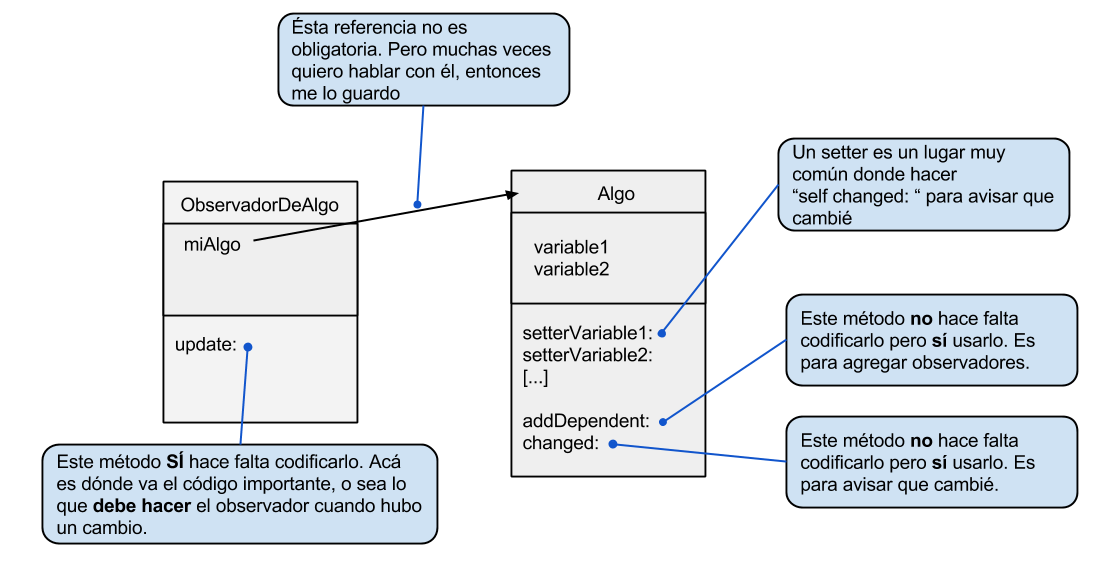 Ésta referencia no es
obligatoria. Pero muchas veces
quiero hablar con él, entonces
me lo guardo
Un setter es un lugar muy
común donde hacer
“self changed: “ para avisar que
cambié
ObservadorDeAlgo
miAlgo
update:
Algo
variable1
variable2
setterVariable1:
setterVariable2:
[...]
addDependent:
changed:
Este método no hace falta
codificarlo pero sí usarlo. Es
para agregar observadores.
Este método no hace falta
codificarlo pero sí usarlo. Es
para avisar que cambié.
Este método SÍ hace falta codificarlo. Acá
es dónde va el código importante, o sea lo
que debe hacer el observador cuando hubo
un cambio.